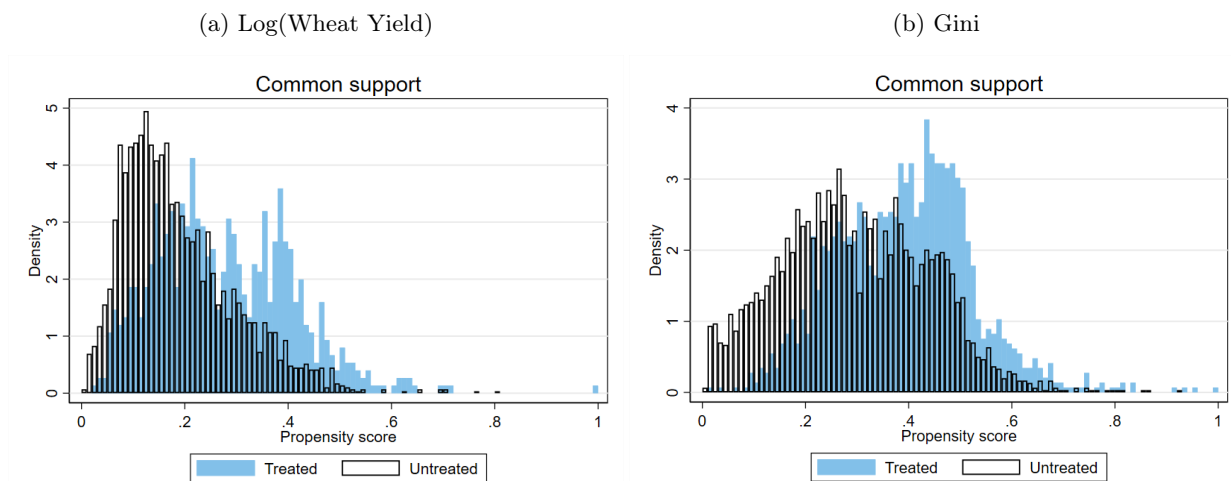 (a) Log(Wheat Yield)
Common support
5
4
3
2
1
0
Density
0
.2
.4
.6
.8
1
Propensity score
Treated
Untreated
(b) Gini
Common support
4
3
2
1
0
Density
0
.2
.4
.6
.8
1
Propensity score
Treated
Untreated